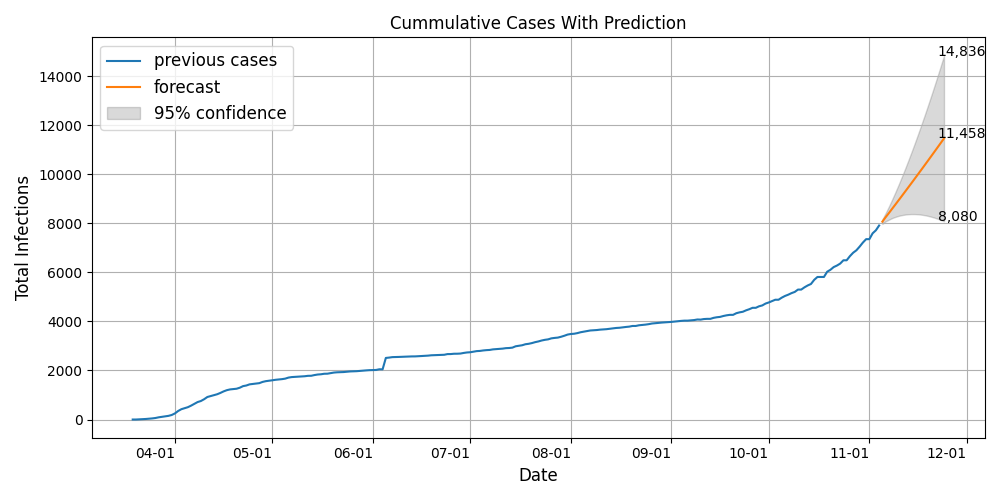 Cummulative Cases With Prediction
previous cases
forecast
95% confidence
14,836
11,458
8,080
14000
12000
10000
8000
6000
4000
2000
0
Total Infections
04-01 05-01 06-01 07-01 08-01 09-01 10-01 11-01 12-01
Date